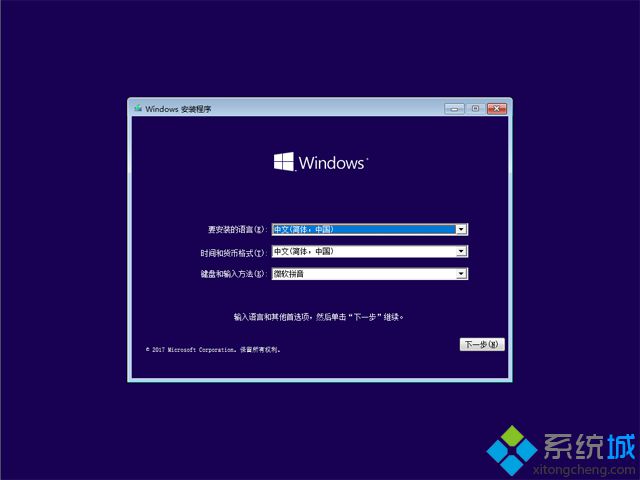 Windows 安装程序
Windows
要安装的语言(E): 中文(简体，中国)
时间和货币格式(T): 中文(简体，中国)
键盘和输入方法(K): 微软拼音
输入语言和其他首选项，然后单击“下一步”继续。
© 2017 Microsoft Corporation。保留所有权利。
下一步(N)
系统城
xitongcheng.com